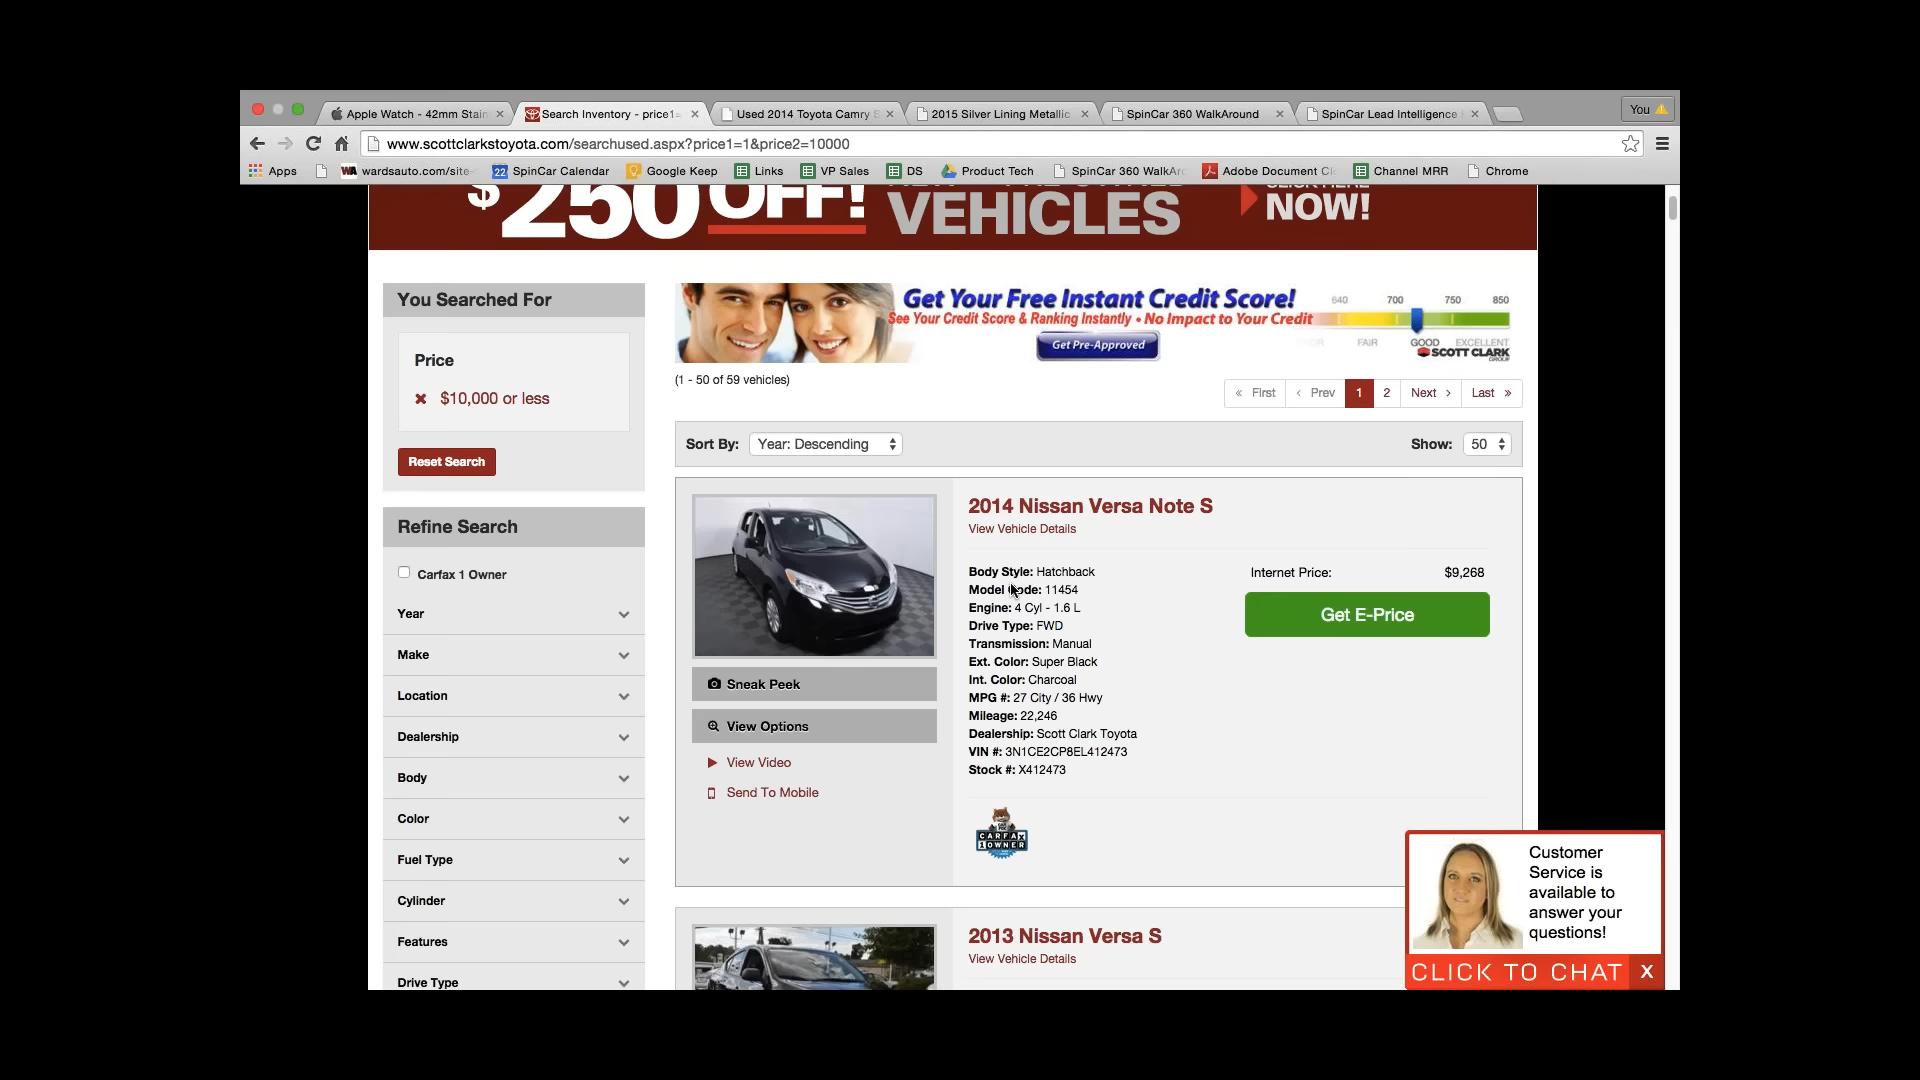 Apple Watch - 42mm Stain
Search Inventory - price1=
Used 2014 Toyota Camry S
2015 Silver Lining Metallic
SpinCar 360 WalkAround
SpinCar Lead Intelligence
You
www.scottclarkstoyota.com/searchused.aspx?price1=1&price2=10000
Apps
WA wardsauto.com/site-
22 SpinCar Calendar
Google Keep
Links
VP Sales
DS
Product Tech
SpinCar 360 WalkAr
Adobe Document Cl
Channel MRR
Chrome
$250 OFF!
VEHICLES
NOW!
You Searched For
Price
$10,000 or less
Reset Search
Refine Search
Carfax 1 Owner
Year
Make
Location
Dealership
Body
Color
Fuel Type
Cylinder
Features
Drive Type
Get Your Free Instant Credit Score!
See Your Credit Score & Ranking Instantly • No Impact to Your Credit
Get Pre-Approved
640 700 750 850
FAIR GOOD EXCELLENT
SCOTT CLARK
(1 - 50 of 59 vehicles)
« First ‹ Prev 1 2 Next › Last »
Sort By: Year: Descending
Show: 50
2014 Nissan Versa Note S
View Vehicle Details
Body Style: Hatchback
Model Code: 11454
Engine: 4 Cyl - 1.6 L
Drive Type: FWD
Transmission: Manual
Ext. Color: Super Black
Int. Color: Charcoal
MPG #: 27 City / 36 Hwy
Mileage: 22,246
Dealership: Scott Clark Toyota
VIN #: 3N1CE2CP8EL412473
Stock #: X412473
Internet Price: $9,268
Get E-Price
Sneak Peek
View Options
View Video
Send To Mobile
CARFAX
1 OWNER
2013 Nissan Versa S
View Vehicle Details
Customer
Service is
available to
answer your
questions!
CLICK TO CHAT X